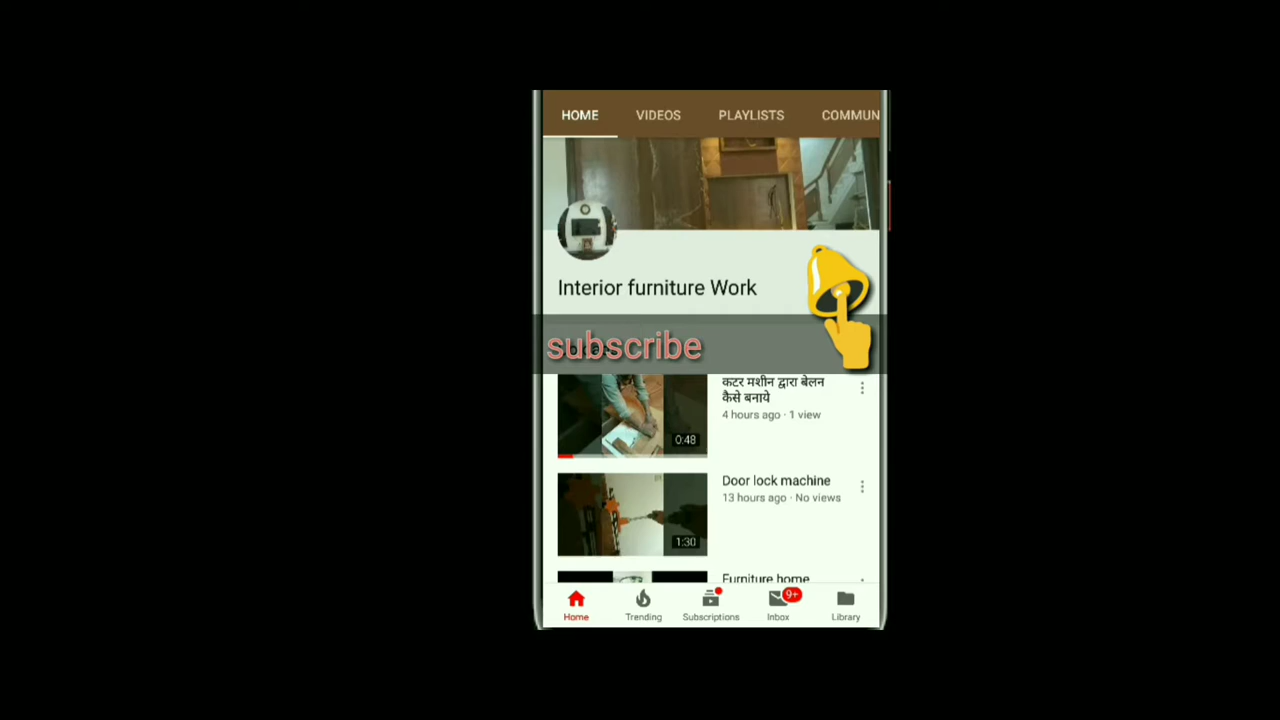 HOME VIDEOS PLAYLISTS COMMUN
Interior furniture Work
subscribe
कटर मशीन द्वारा बेलन
कैसे बनाये
4 hours ago · 1 view
0:48
Door lock machine
13 hours ago · No views
1:30
Furniture home
9+
Home Trending Subscriptions Inbox Library